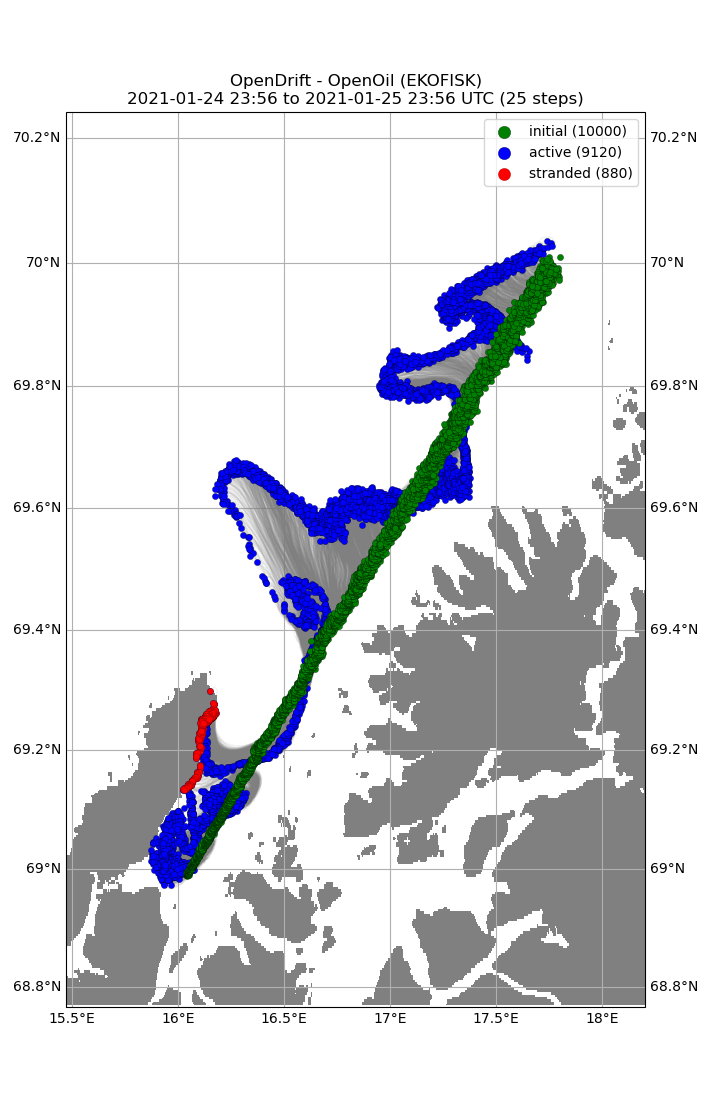 OpenDrift - OpenOil (EKOFISK)
2021-01-24 23:56 to 2021-01-25 23:56 UTC (25 steps)
initial (10000)
active (9120)
stranded (880)
70.2°N 70.2°N
70°N 70°N
69.8°N 69.8°N
69.6°N 69.6°N
69.4°N 69.4°N
69.2°N 69.2°N
69°N 69°N
68.8°N 68.8°N
15.5°E 16°E 16.5°E 17°E 17.5°E 18°E